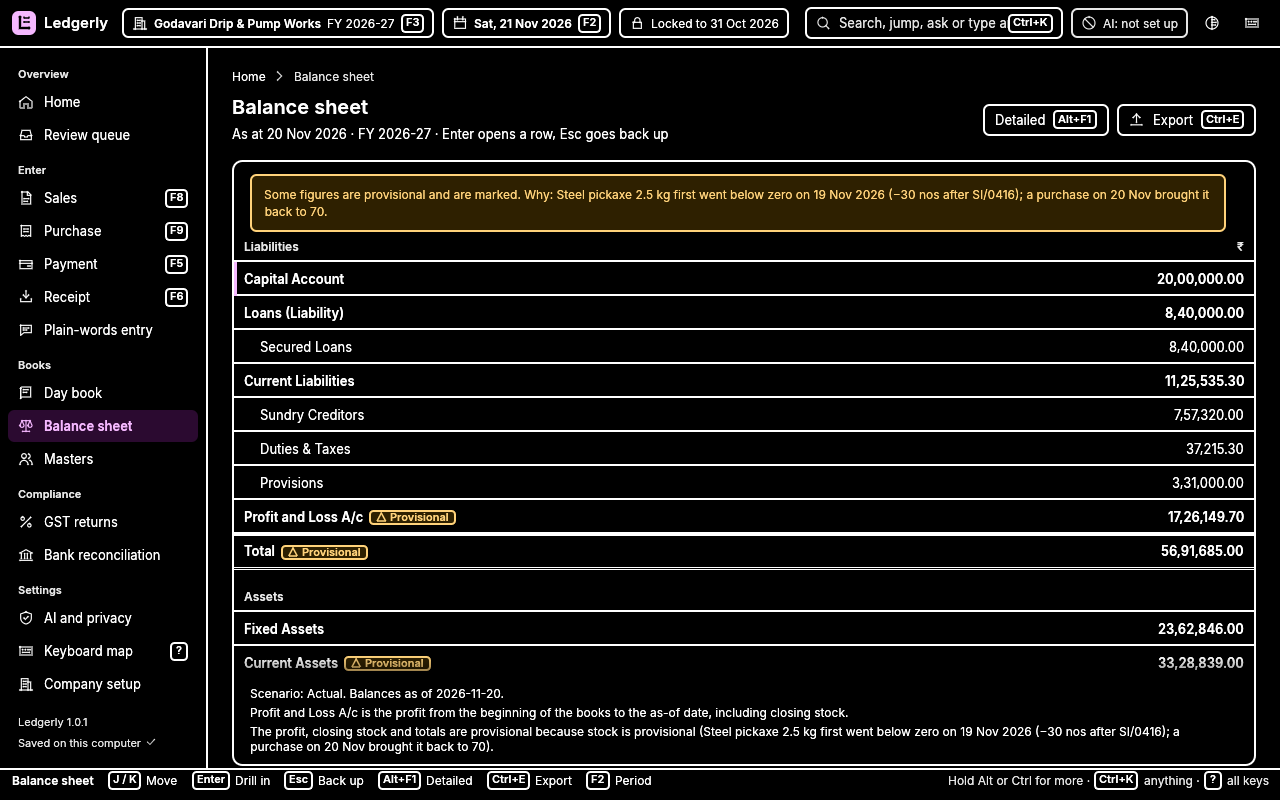 Ledgerly
Godavari Drip & Pump Works FY 2026-27 F3
Sat, 21 Nov 2026 F2
Locked to 31 Oct 2026
Search, jump, ask or type a Ctrl+K
AI: not set up
Overview
Home
Review queue
Enter
Sales F8
Purchase F9
Payment F5
Receipt F6
Plain-words entry
Books
Day book
Balance sheet
Masters
Compliance
GST returns
Bank reconciliation
Settings
AI and privacy
Keyboard map ?
Company setup
Ledgerly 1.0.1
Saved on this computer
Home > Balance sheet
Balance sheet
As at 20 Nov 2026 · FY 2026-27 · Enter opens a row, Esc goes back up
Detailed Alt+F1
Export Ctrl+E
Some figures are provisional and are marked. Why: Steel pickaxe 2.5 kg first went below zero on 19 Nov 2026 (−30 nos after SI/0416); a purchase on 20 Nov brought it
back to 70.
Liabilities ₹
Capital Account 20,00,000.00
Loans (Liability) 8,40,000.00
Secured Loans 8,40,000.00
Current Liabilities 11,25,535.30
Sundry Creditors 7,57,320.00
Duties & Taxes 37,215.30
Provisions 3,31,000.00
Profit and Loss A/c Provisional 17,26,149.70
Total Provisional 56,91,685.00
Assets
Fixed Assets 23,62,846.00
Current Assets Provisional 33,28,839.00
Scenario: Actual. Balances as of 2026-11-20.
Profit and Loss A/c is the profit from the beginning of the books to the as-of date, including closing stock.
The profit, closing stock and totals are provisional because stock is provisional (Steel pickaxe 2.5 kg first went below zero on 19 Nov 2026 (−30 nos after SI/0416); a
purchase on 20 Nov brought it back to 70).
Balance sheet J / K Move Enter Drill in Esc Back up Alt+F1 Detailed Ctrl+E Export F2 Period
Hold Alt or Ctrl for more · Ctrl+K anything · ? all keys